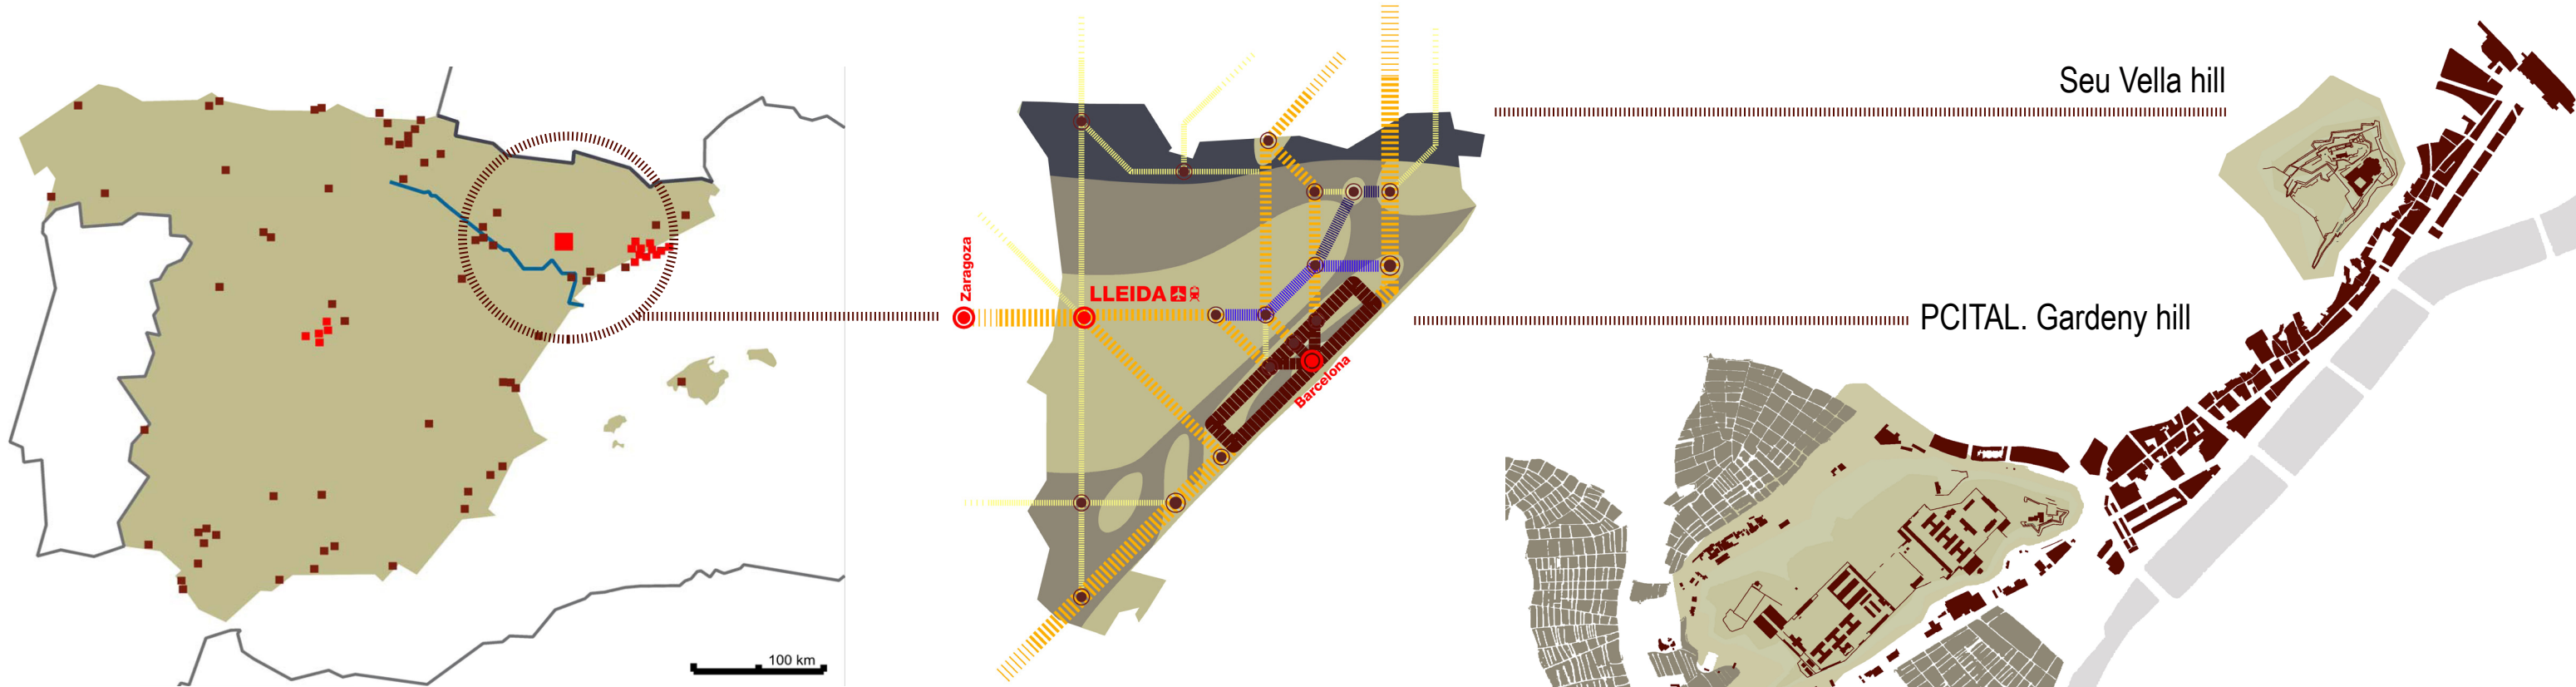 Seu Vella hill
Zaragoza
LLEIDA
PCITAL. Gardeny hill
Barcelona
100 km